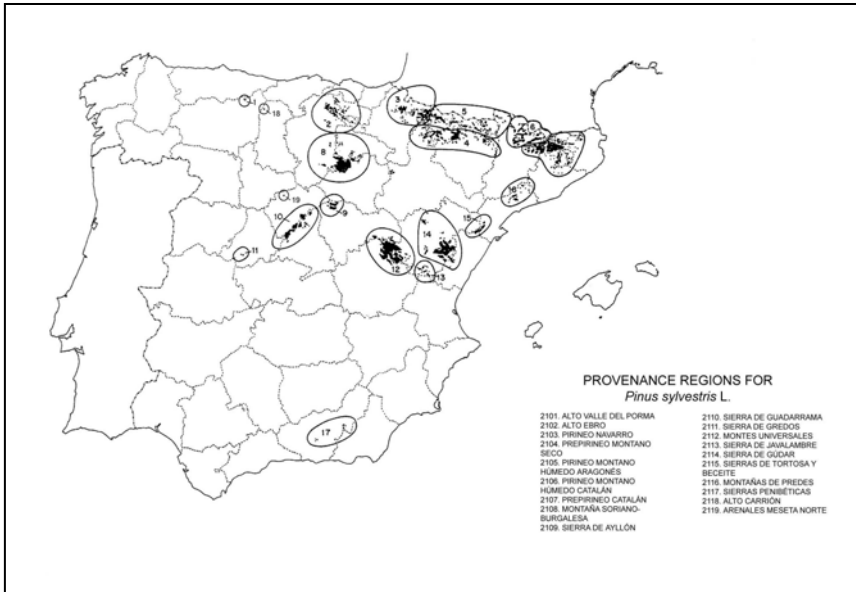 1
18
2
3
5
4
6
8
16
19
10
9
15
14
11
12
13
17
PROVENANCE REGIONS FOR
Pinus sylvestris L.
2101. ALTO VALLE DEL PORMA
2102. ALTO EBRO
2103. PIRINEO NAVARRO
2104. PREPIRINEO MONTANO
SECO
2105. PIRINEO MONTANO
HÚMEDO ARAGONÉS
2106. PIRINEO MONTANO
HÚMEDO CATALÁN
2107. PREPIRINEO CATALÁN
2108. MONTAÑA SORIANO-
BURGALESA
2109. SIERRA DE AYLLÓN
2110. SIERRA DE GUADARRAMA
2111. SIERRA DE GREDOS
2112. MONTES UNIVERSALES
2113. SIERRA DE JAVALAMBRE
2114. SIERRA DE GÚDAR
2115. SIERRAS DE TORTOSA Y
BECEITE
2116. MONTAÑAS DE PREDES
2117. SIERRAS PENIBÉTICAS
2118. ALTO CARRIÓN
2119. ARENALES MESETA NORTE